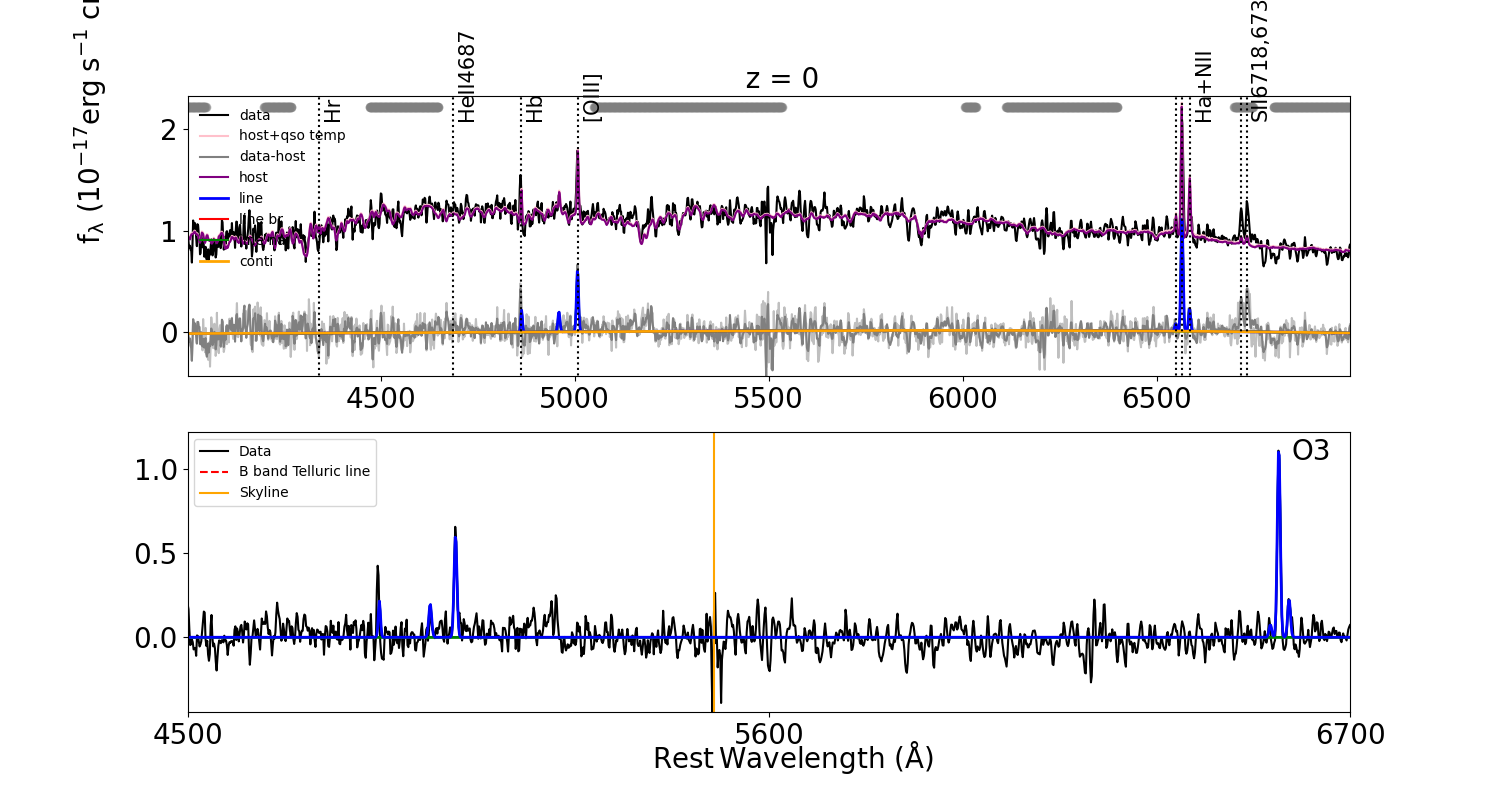 z = 0
fλ (10−17erg s−1 c
Hr
HeII4687
Hb
[OIII]
Ha+NII
SII6718,673
data
host+qso temp
data-host
host
line
line br
conti
2
1
0
4500
5000
5500
6000
6500
Data
B band Telluric line
Skyline
O3
1.0
0.5
0.0
4500
5600
6700
Rest Wavelength (Å)